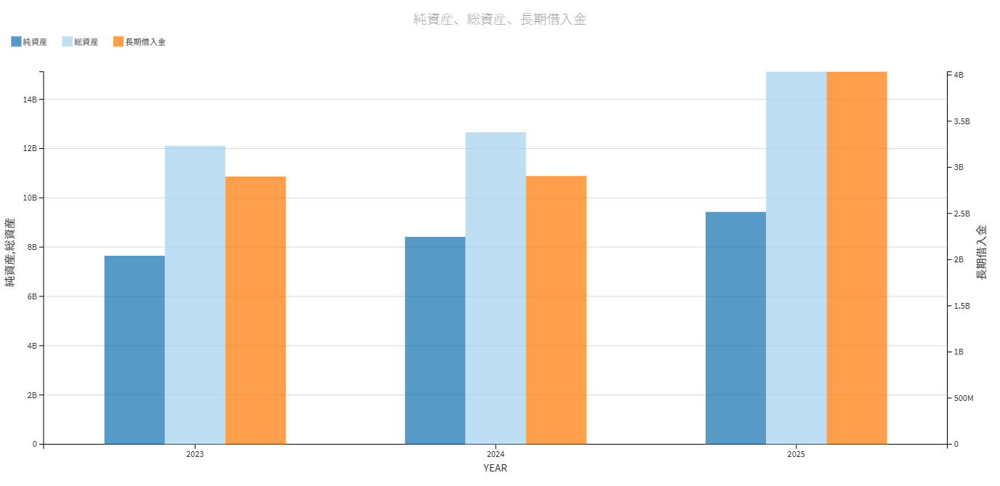 純資産、総資産、長期借入金
純資産 総資産 長期借入金
14B
12B
10B
8B
6B
4B
2B
0
純資産,総資産
4B
3.5B
3B
2.5B
2B
1.5B
1B
500M
0
長期借入金
2023 2024 2025
YEAR